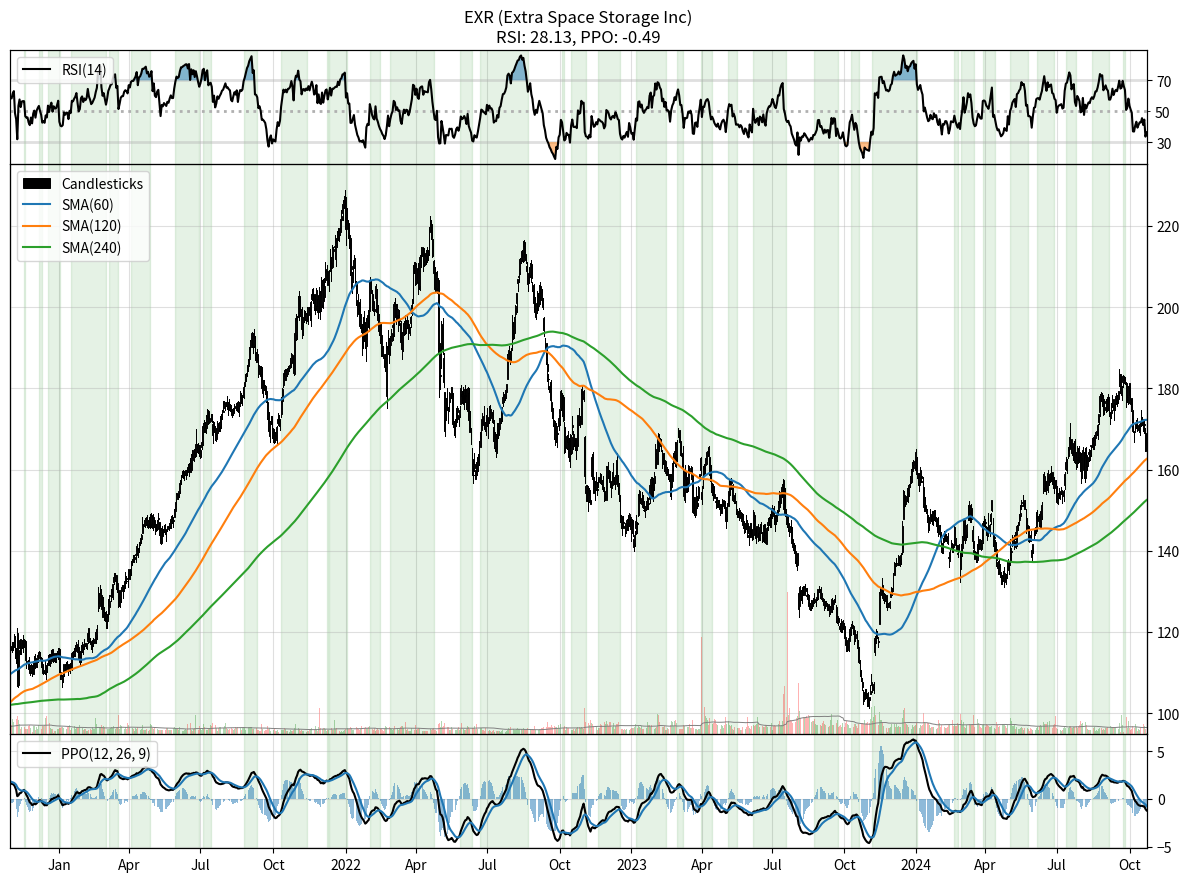 EXR (Extra Space Storage Inc)
RSI: 28.13, PPO: -0.49
RSI(14)
70
50
30
Candlesticks
SMA(60)
SMA(120)
SMA(240)
220
200
180
160
140
120
100
PPO(12, 26, 9)
5
0
−5
Jan Apr Jul Oct 2022 Apr Jul Oct 2023 Apr Jul Oct 2024 Apr Jul Oct